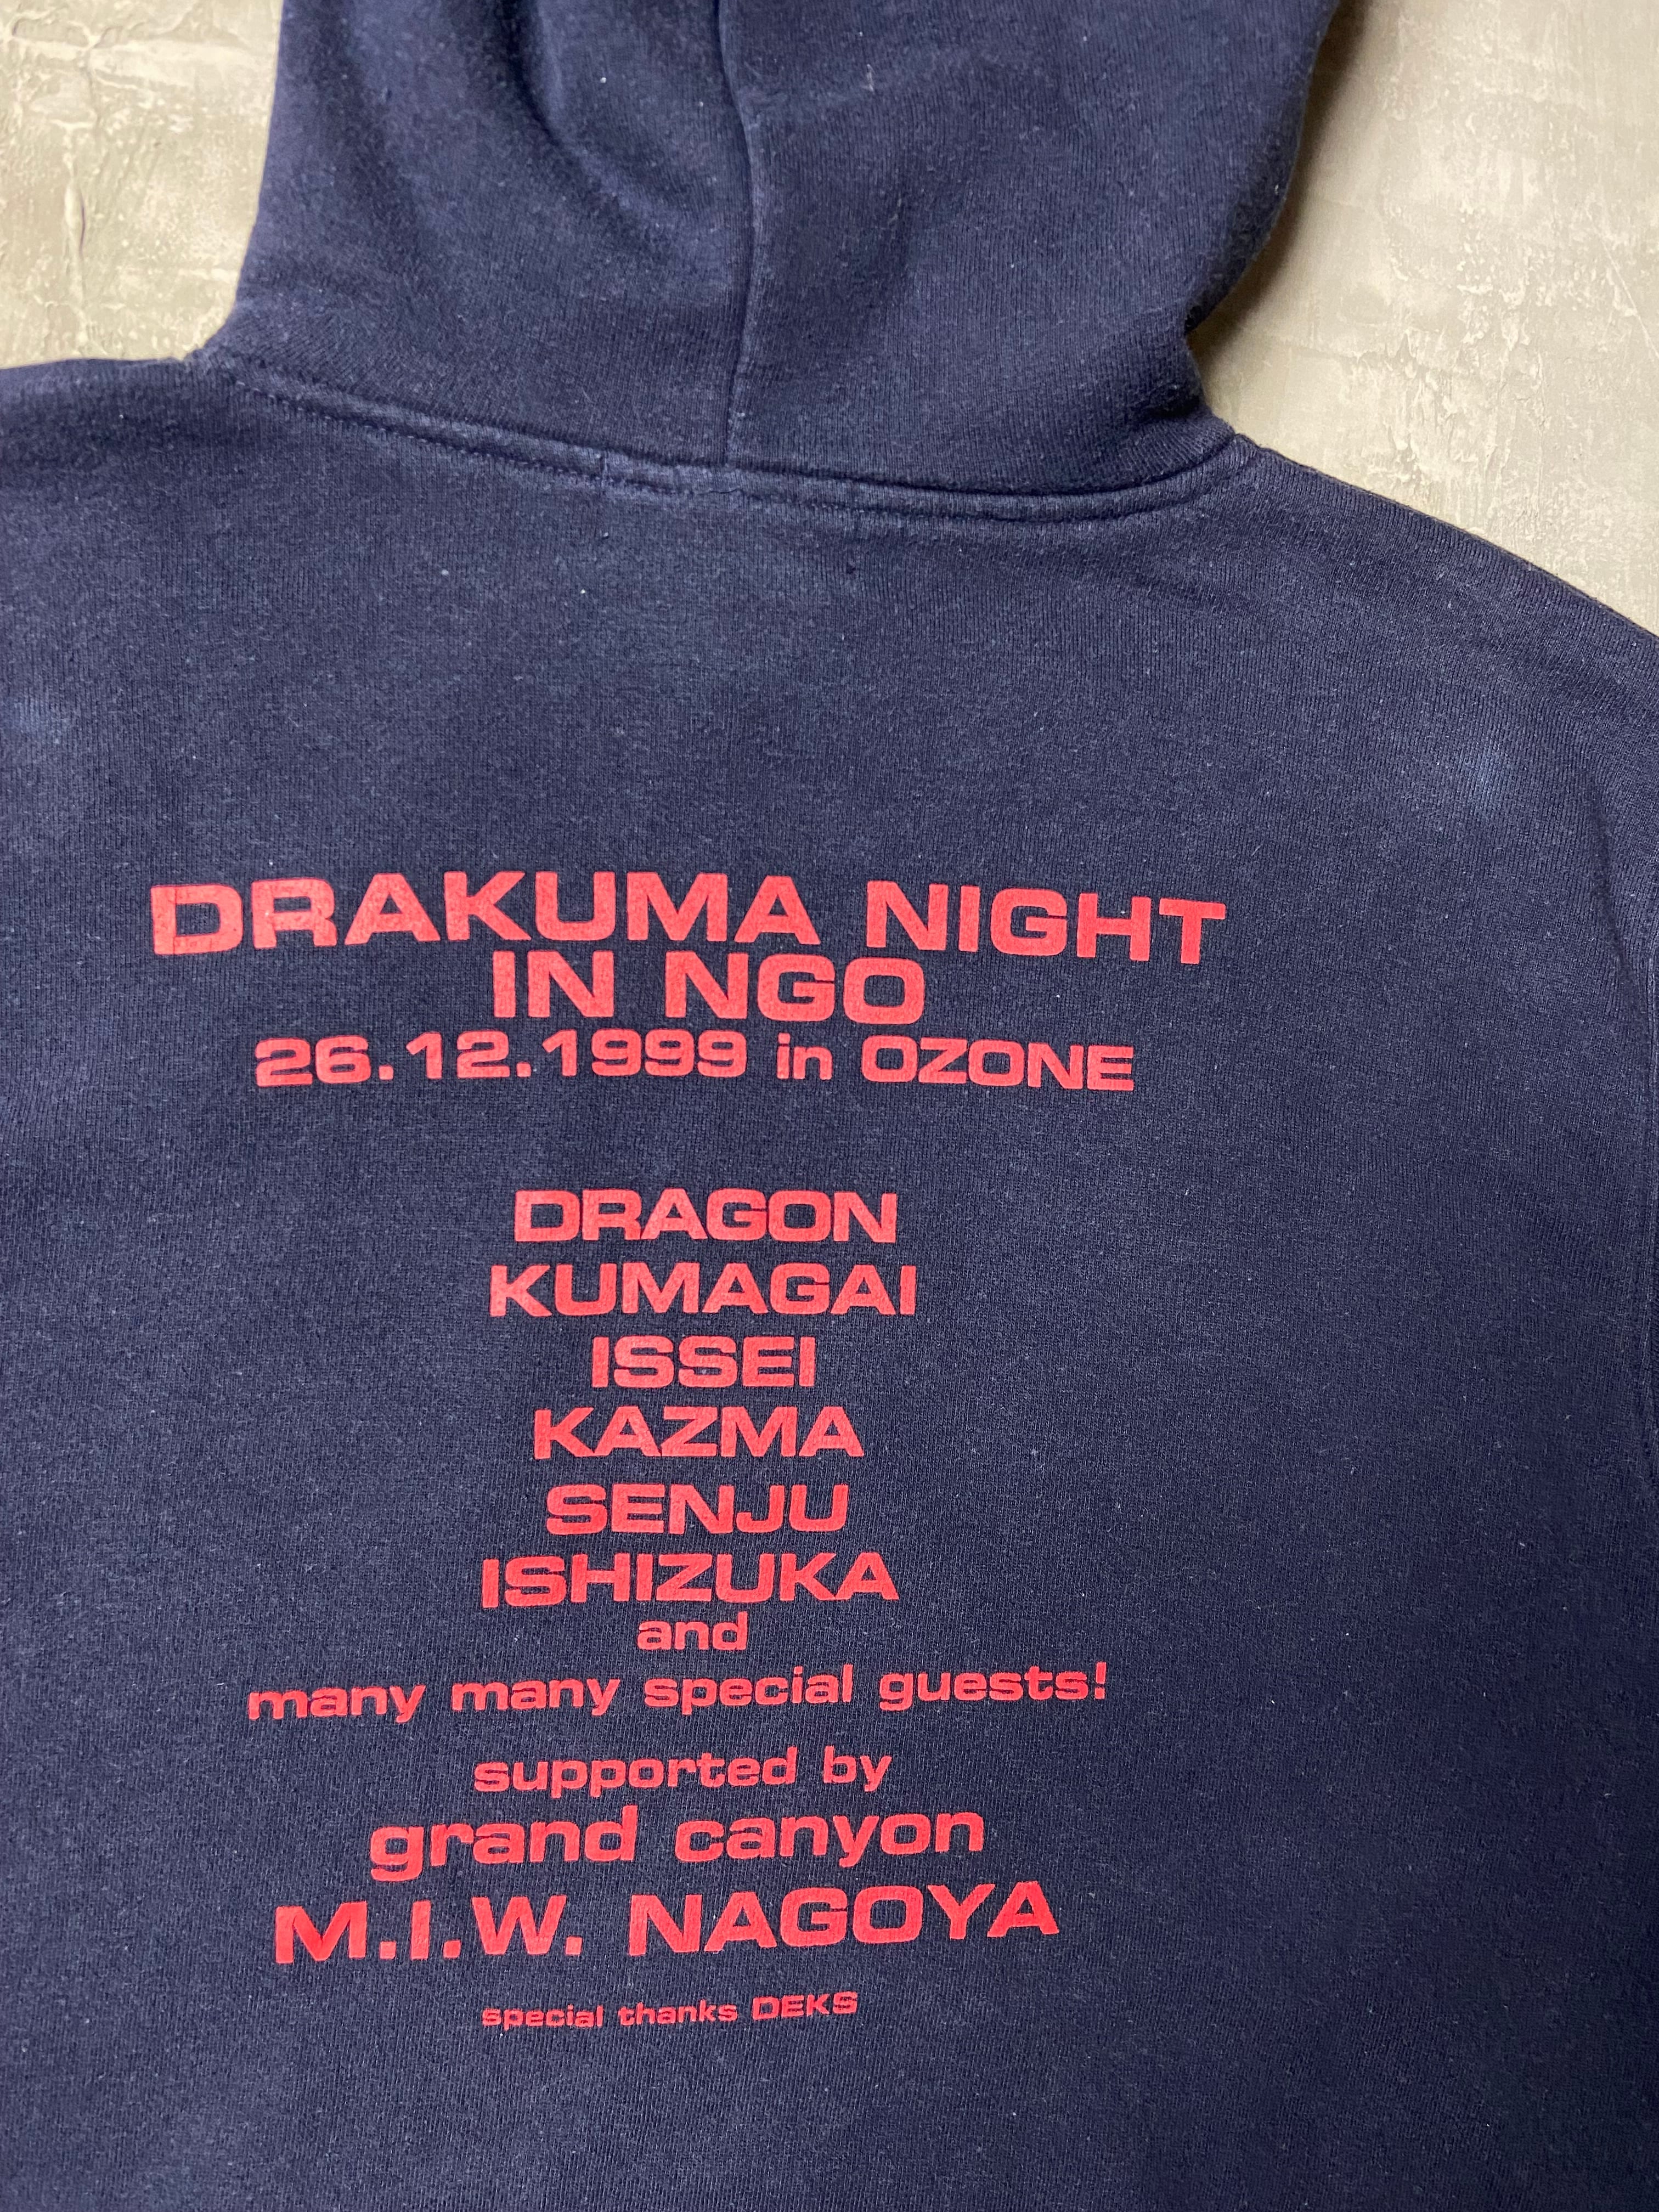 DRAKUMA NIGHT
IN NGO
26.12.1999 in OZONE
DRAGON
KUMAGAI
ISSEI
KAZMA
SENJU
ISHIZUKA
and
many many special guests!
supported by
grand canyon
M.I.W. NAGOYA
special thanks DEKS